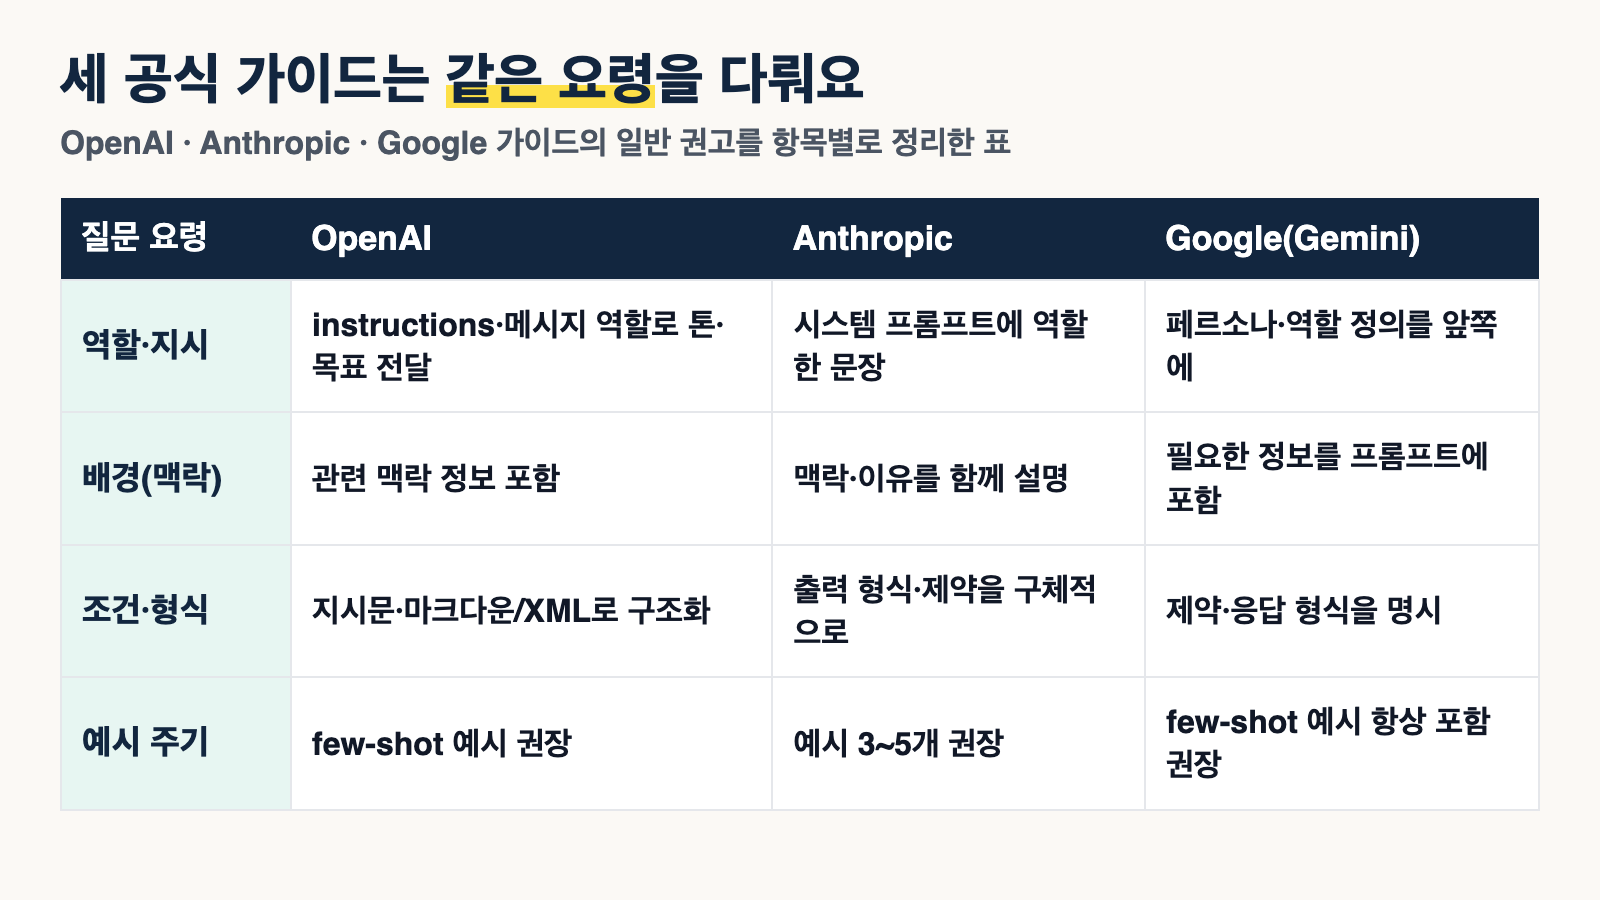 세 공식 가이드는 같은 요령을 다뤄요
OpenAI · Anthropic · Google 가이드의 일반 권고를 항목별로 정리한 표
질문 요령
OpenAI
Anthropic
Google(Gemini)
역할·지시
instructions·메시지 역할로 톤·
목표 전달
시스템 프롬프트에 역할
한 문장
페르소나·역할 정의를 앞쪽
에
배경(맥락)
관련 맥락 정보 포함
맥락·이유를 함께 설명
필요한 정보를 프롬프트에
포함
조건·형식
지시문·마크다운/XML로 구조화
출력 형식·제약을 구체적
으로
제약·응답 형식을 명시
예시 주기
few-shot 예시 권장
예시 3~5개 권장
few-shot 예시 항상 포함
권장